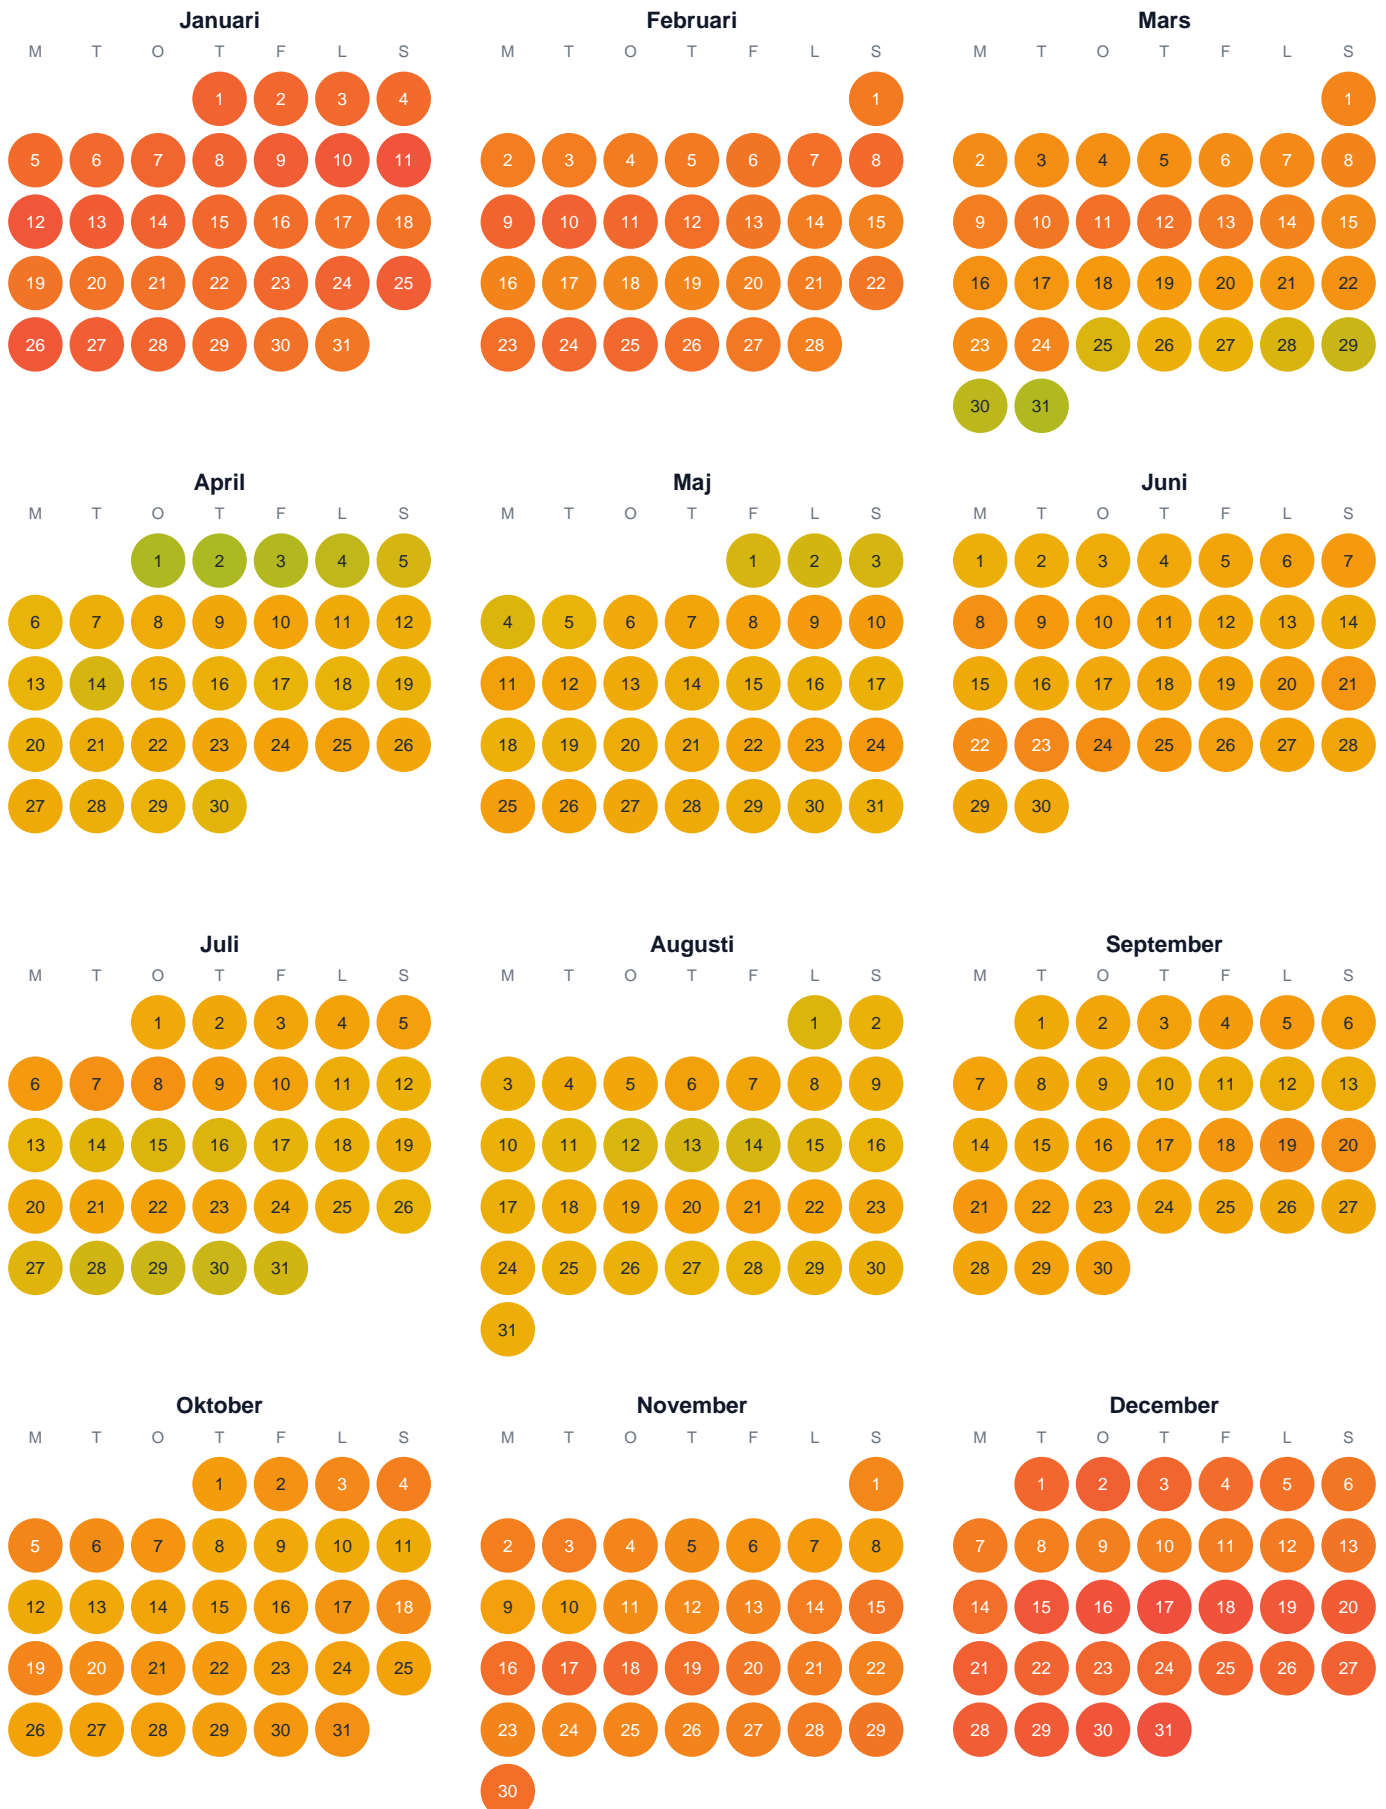 Januari
M T O T F L S
1 2 3 4
5 6 7 8 9 10 11
12 13 14 15 16 17 18
19 20 21 22 23 24 25
26 27 28 29 30 31
Februari
M T O T F L S
1
2 3 4 5 6 7 8
9 10 11 12 13 14 15
16 17 18 19 20 21 22
23 24 25 26 27 28
Mars
M T O T F L S
1
2 3 4 5 6 7 8
9 10 11 12 13 14 15
16 17 18 19 20 21 22
23 24 25 26 27 28 29
30 31
April
M T O T F L S
1 2 3 4 5
6 7 8 9 10 11 12
13 14 15 16 17 18 19
20 21 22 23 24 25 26
27 28 29 30
Maj
M T O T F L S
1 2 3
4 5 6 7 8 9 10
11 12 13 14 15 16 17
18 19 20 21 22 23 24
25 26 27 28 29 30 31
Juni
M T O T F L S
1 2 3 4 5 6 7
8 9 10 11 12 13 14
15 16 17 18 19 20 21
22 23 24 25 26 27 28
29 30
Juli
M T O T F L S
1 2 3 4 5
6 7 8 9 10 11 12
13 14 15 16 17 18 19
20 21 22 23 24 25 26
27 28 29 30 31
Augusti
M T O T F L S
1 2
3 4 5 6 7 8 9
10 11 12 13 14 15 16
17 18 19 20 21 22 23
24 25 26 27 28 29 30
31
September
M T O T F L S
1 2 3 4 5 6
7 8 9 10 11 12 13
14 15 16 17 18 19 20
21 22 23 24 25 26 27
28 29 30
Oktober
M T O T F L S
1 2 3 4
5 6 7 8 9 10 11
12 13 14 15 16 17 18
19 20 21 22 23 24 25
26 27 28 29 30 31
November
M T O T F L S
1
2 3 4 5 6 7 8
9 10 11 12 13 14 15
16 17 18 19 20 21 22
23 24 25 26 27 28 29
30
December
M T O T F L S
1 2 3 4 5 6
7 8 9 10 11 12 13
14 15 16 17 18 19 20
21 22 23 24 25 26 27
28 29 30 31